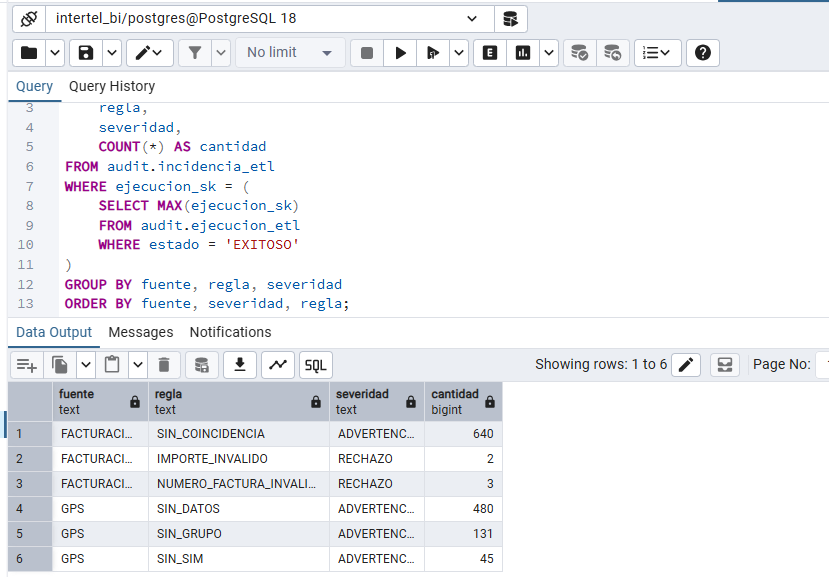 intertel_bi/postgres@PostgreSQL 18
No limit
E
Query Query History
3 regla,
4 severidad,
5 COUNT(*) AS cantidad
6 FROM audit.incidencia_etl
7 WHERE ejecucion_sk = (
8 SELECT MAX(ejecucion_sk)
9 FROM audit.ejecucion_etl
10 WHERE estado = 'EXITOSO'
11 )
12 GROUP BY fuente, regla, severidad
13 ORDER BY fuente, severidad, regla;
Data Output Messages Notifications
SQL Showing rows: 1 to 6 Page No:
fuente regla severidad cantidad
text text text bigint
1 FACTURACI... SIN_COINCIDENCIA ADVERTENC... 640
2 FACTURACI... IMPORTE_INVALIDO RECHAZO 2
3 FACTURACI... NUMERO_FACTURA_INVALI... RECHAZO 3
4 GPS SIN_DATOS ADVERTENC... 480
5 GPS SIN_GRUPO ADVERTENC... 131
6 GPS SIN_SIM ADVERTENC... 45